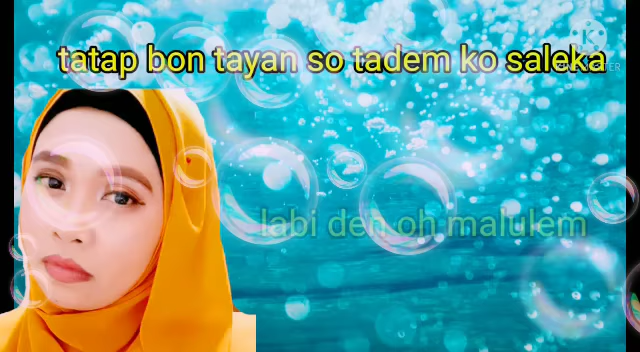 tatap bon tayan so tadem ko saleka
labi den oh malulem